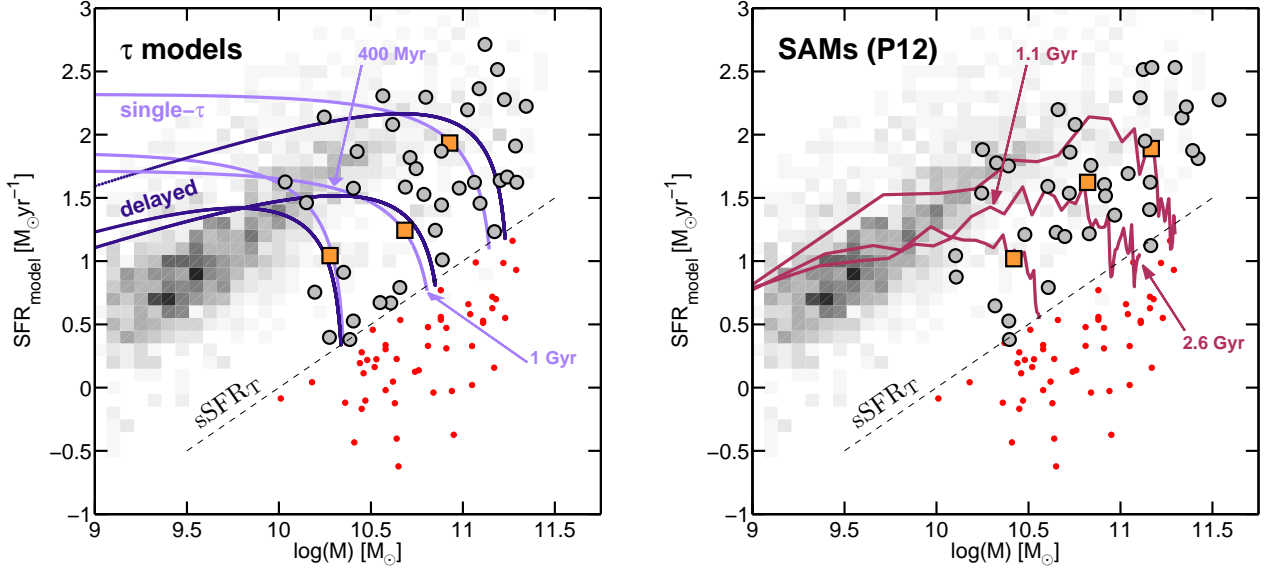 τ models
400 Myr
single−τ
delayed
1 Gyr
sSFR_T
3
2.5
2
1.5
1
0.5
0
−0.5
−1
SFR_model [M_⊙yr^−1]
9
9.5
10
10.5
11
11.5
log(M) [M_⊙]
SAMs (P12)
1.1 Gyr
2.6 Gyr
sSFR_T
3
2.5
2
1.5
1
0.5
0
−0.5
−1
SFR_model [M_⊙yr^−1]
9
9.5
10
10.5
11
11.5
log(M) [M_⊙]